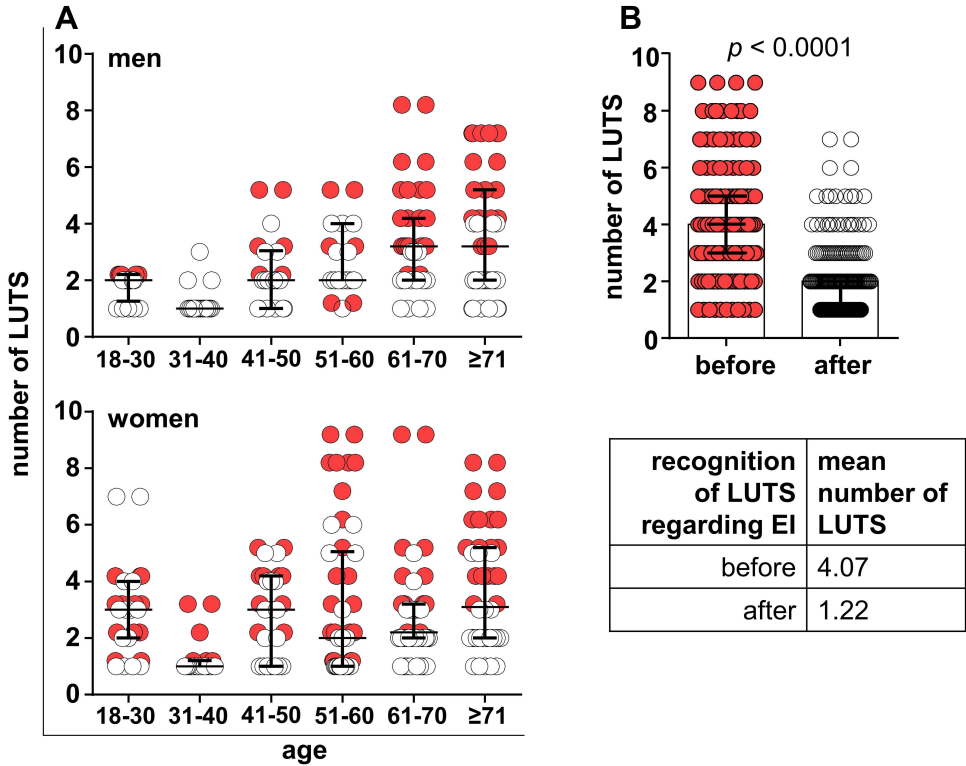 A
men
number of LUTS
10
8
6
4
2
0
18-30 31-40 41-50 51-60 61-70 ≥71
women
10
8
6
4
2
0
18-30 31-40 41-50 51-60 61-70 ≥71
age
B
p < 0.0001
number of LUTS
10
8
6
4
2
0
before after
recognition
of LUTS
regarding EI
mean
number of
LUTS
before 4.07
after 1.22